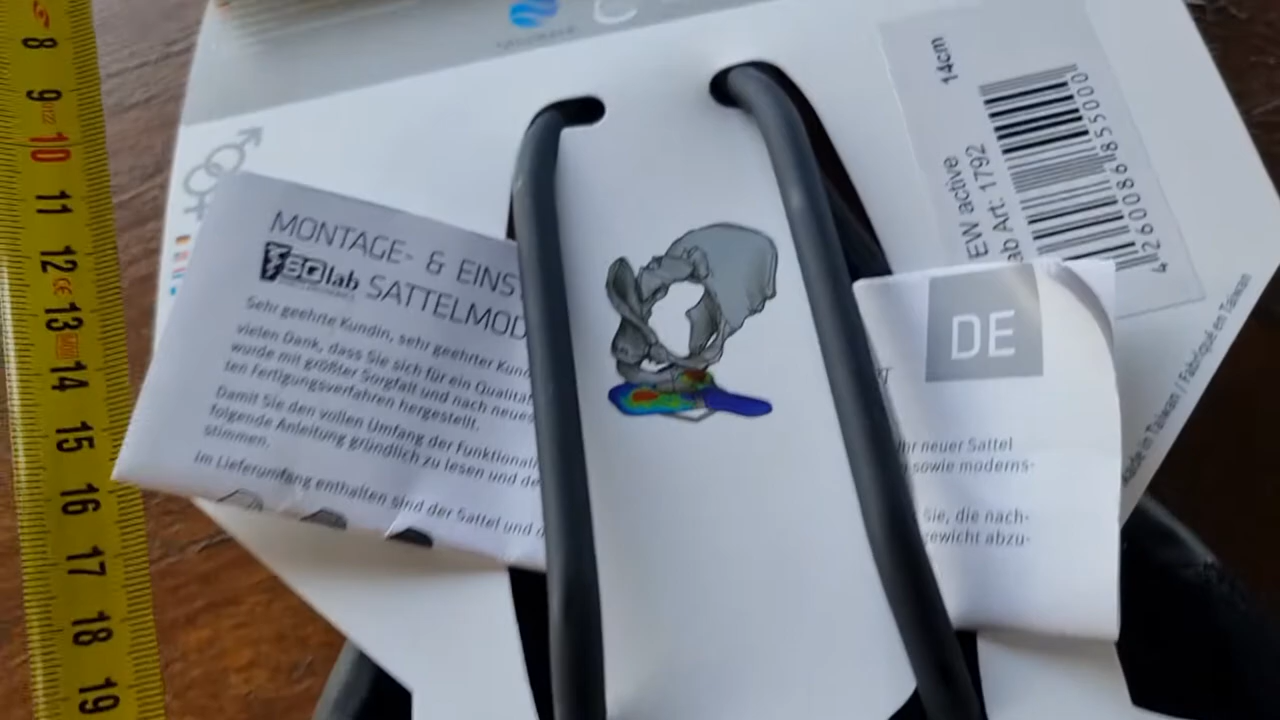 8
9
10
11
12
13
14
15
16
17
18
19
MONTAGE- & EINS
SQlab SATTELMOD
Sehr geehrte Kundin, sehr geehrter Kund
vielen Dank, dass Sie sich für ein Qualität
wurde mit größter Sorgfalt und nach neues
ten Fertigungsverfahren hergestellt.
Damit Sie den vollen Umfang der Funktional
folgende Anleitung gründlich zu lesen und de
stimmen.
Im Lieferumfang enthalten sind der Sattel und d
14cm
EW active
ab Art: 1792
4260086855000
DE
hr neuer Sattel
sowie moderns-
Sie, die nach-
gewicht abzu-
Made in Taiwan / Fabriqué en Taiwan